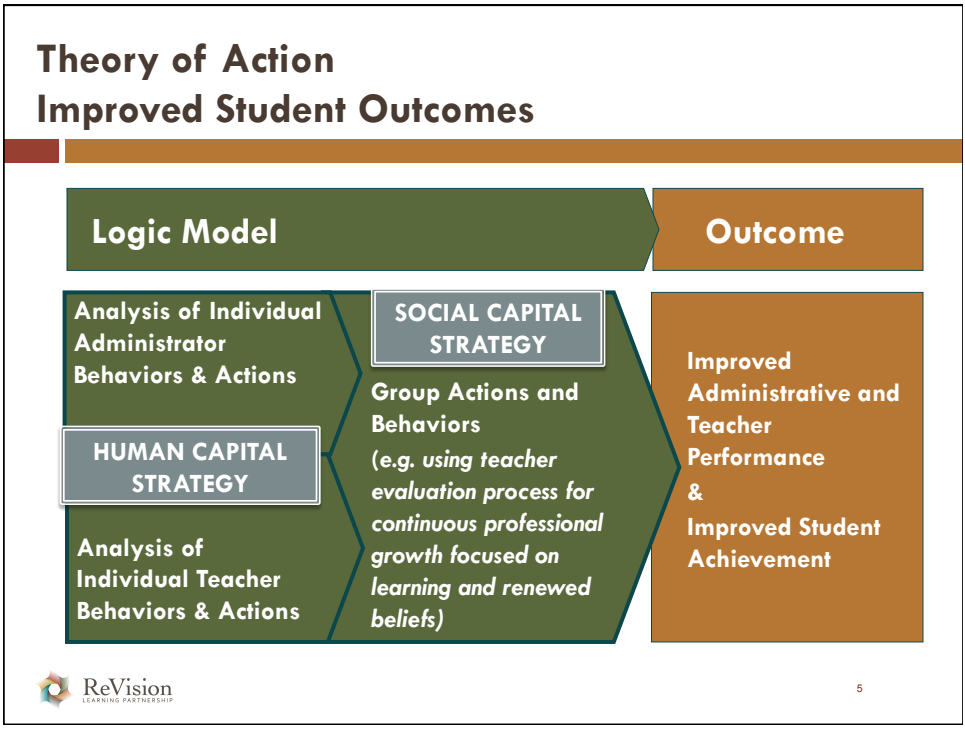 Theory of Action
Improved Student Outcomes
Logic Model
Outcome
Analysis of Individual
Administrator
Behaviors & Actions
HUMAN CAPITAL
STRATEGY
Analysis of
Individual Teacher
Behaviors & Actions
SOCIAL CAPITAL
STRATEGY
Group Actions and
Behaviors
(e.g. using teacher
evaluation process for
continuous professional
growth focused on
learning and renewed
beliefs)
Improved
Administrative and
Teacher
Performance
&
Improved Student
Achievement
ReVision
LEARNING PARTNERSHIP
5